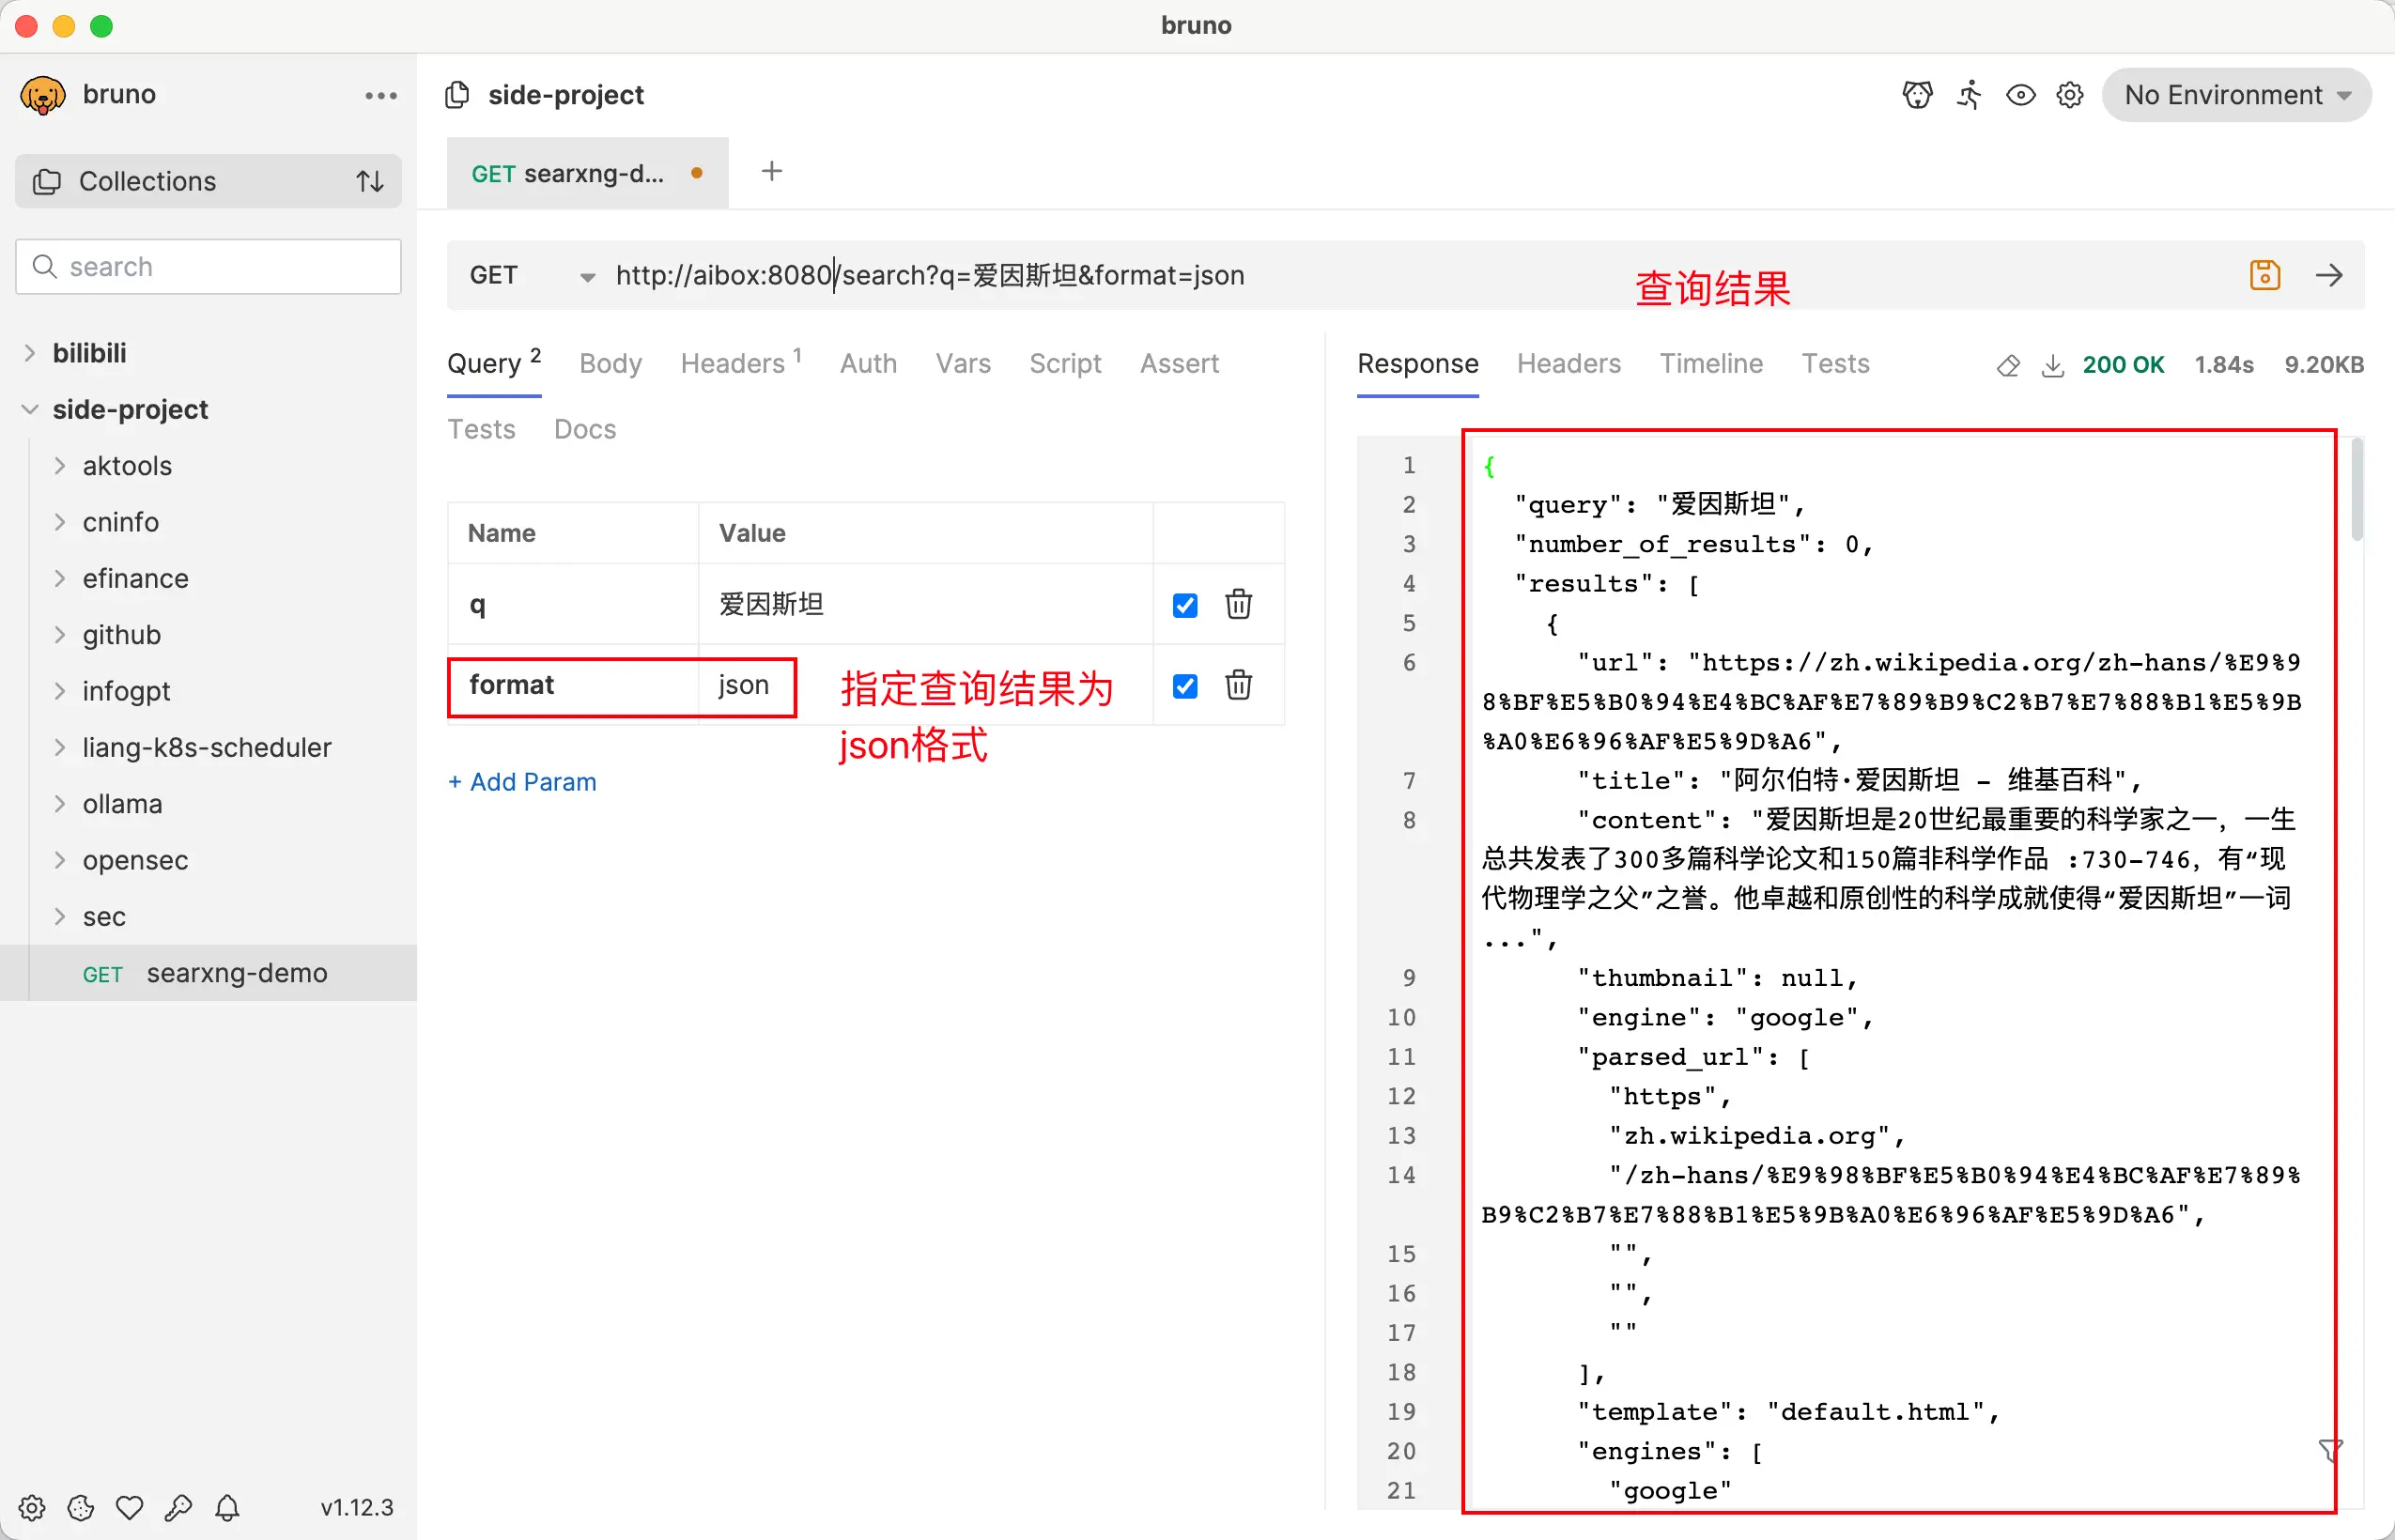 bruno
bruno
side-project
No Environment
Collections
GET searxng-d...
search
GET http://aibox:8080/search?q=爱因斯坦&format=json
查询结果
bilibili
side-project
aktools
cninfo
efinance
github
infogpt
liang-k8s-scheduler
ollama
opensec
sec
GET searxng-demo
v1.12.3
Query 2 Body Headers 1 Auth Vars Script Assert
Tests Docs
Name Value
q 爱因斯坦
format json
指定查询结果为
json格式
+ Add Param
Response Headers Timeline Tests 200 OK 1.84s 9.20KB
1 {
2 "query": "爱因斯坦",
3 "number_of_results": 0,
4 "results": [
5 {
6 "url": "https://zh.wikipedia.org/zh-hans/%E9%9
8%BF%E5%B0%94%E4%BC%AF%E7%89%B9%C2%B7%E7%88%B1%E5%9B
%A0%E6%96%AF%E5%9D%A6",
7 "title": "阿尔伯特·爱因斯坦 - 维基百科",
8 "content": "爱因斯坦是20世纪最重要的科学家之一，一生
总共发表了300多篇科学论文和150篇非科学作品 :730-746，有“现
代物理学之父”之誉。他卓越和原创性的科学成就使得“爱因斯坦”一词
...",
9 "thumbnail": null,
10 "engine": "google",
11 "parsed_url": [
12 "https",
13 "zh.wikipedia.org",
14 "/zh-hans/%E9%98%BF%E5%B0%94%E4%BC%AF%E7%89%
B9%C2%B7%E7%88%B1%E5%9B%A0%E6%96%AF%E5%9D%A6",
15 "",
16 "",
17 ""
18 ],
19 "template": "default.html",
20 "engines": [
21 "google"